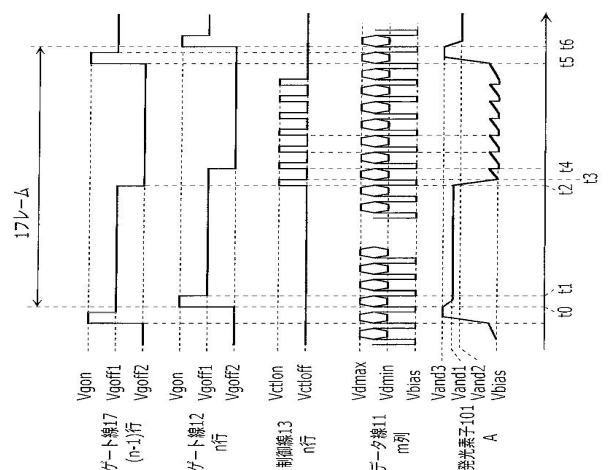 1フレーム
Vgon
Vgoff1
Vgoff2
ゲート線17
(n-1)行
Vgon
Vgoff1
Vgoff2
ゲート線12
n行
Vctlon
Vctloff
制御線13
n行
Vdmax
Vdmin
Vbias
データ線11
m列
Vand3
Vand1
Vand2
Vbias
発光素子101
A
t0
t1
t2
t3
t4
t5
t6